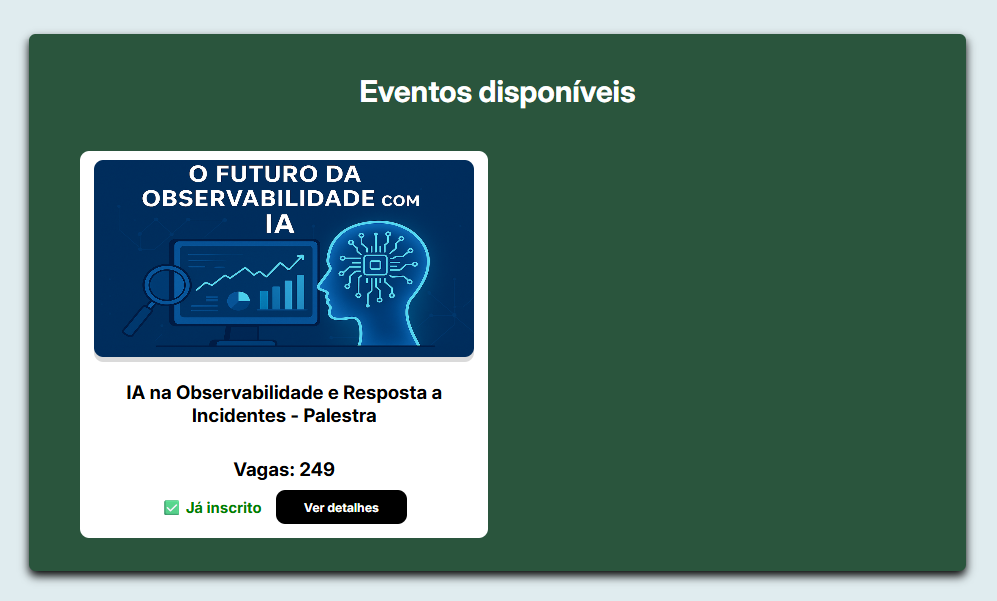 Eventos disponíveis
O FUTURO DA
OBSERVABILIDADE COM
IA
IA na Observabilidade e Resposta a
Incidentes - Palestra
Vagas: 249
✅ Já inscrito
Ver detalhes